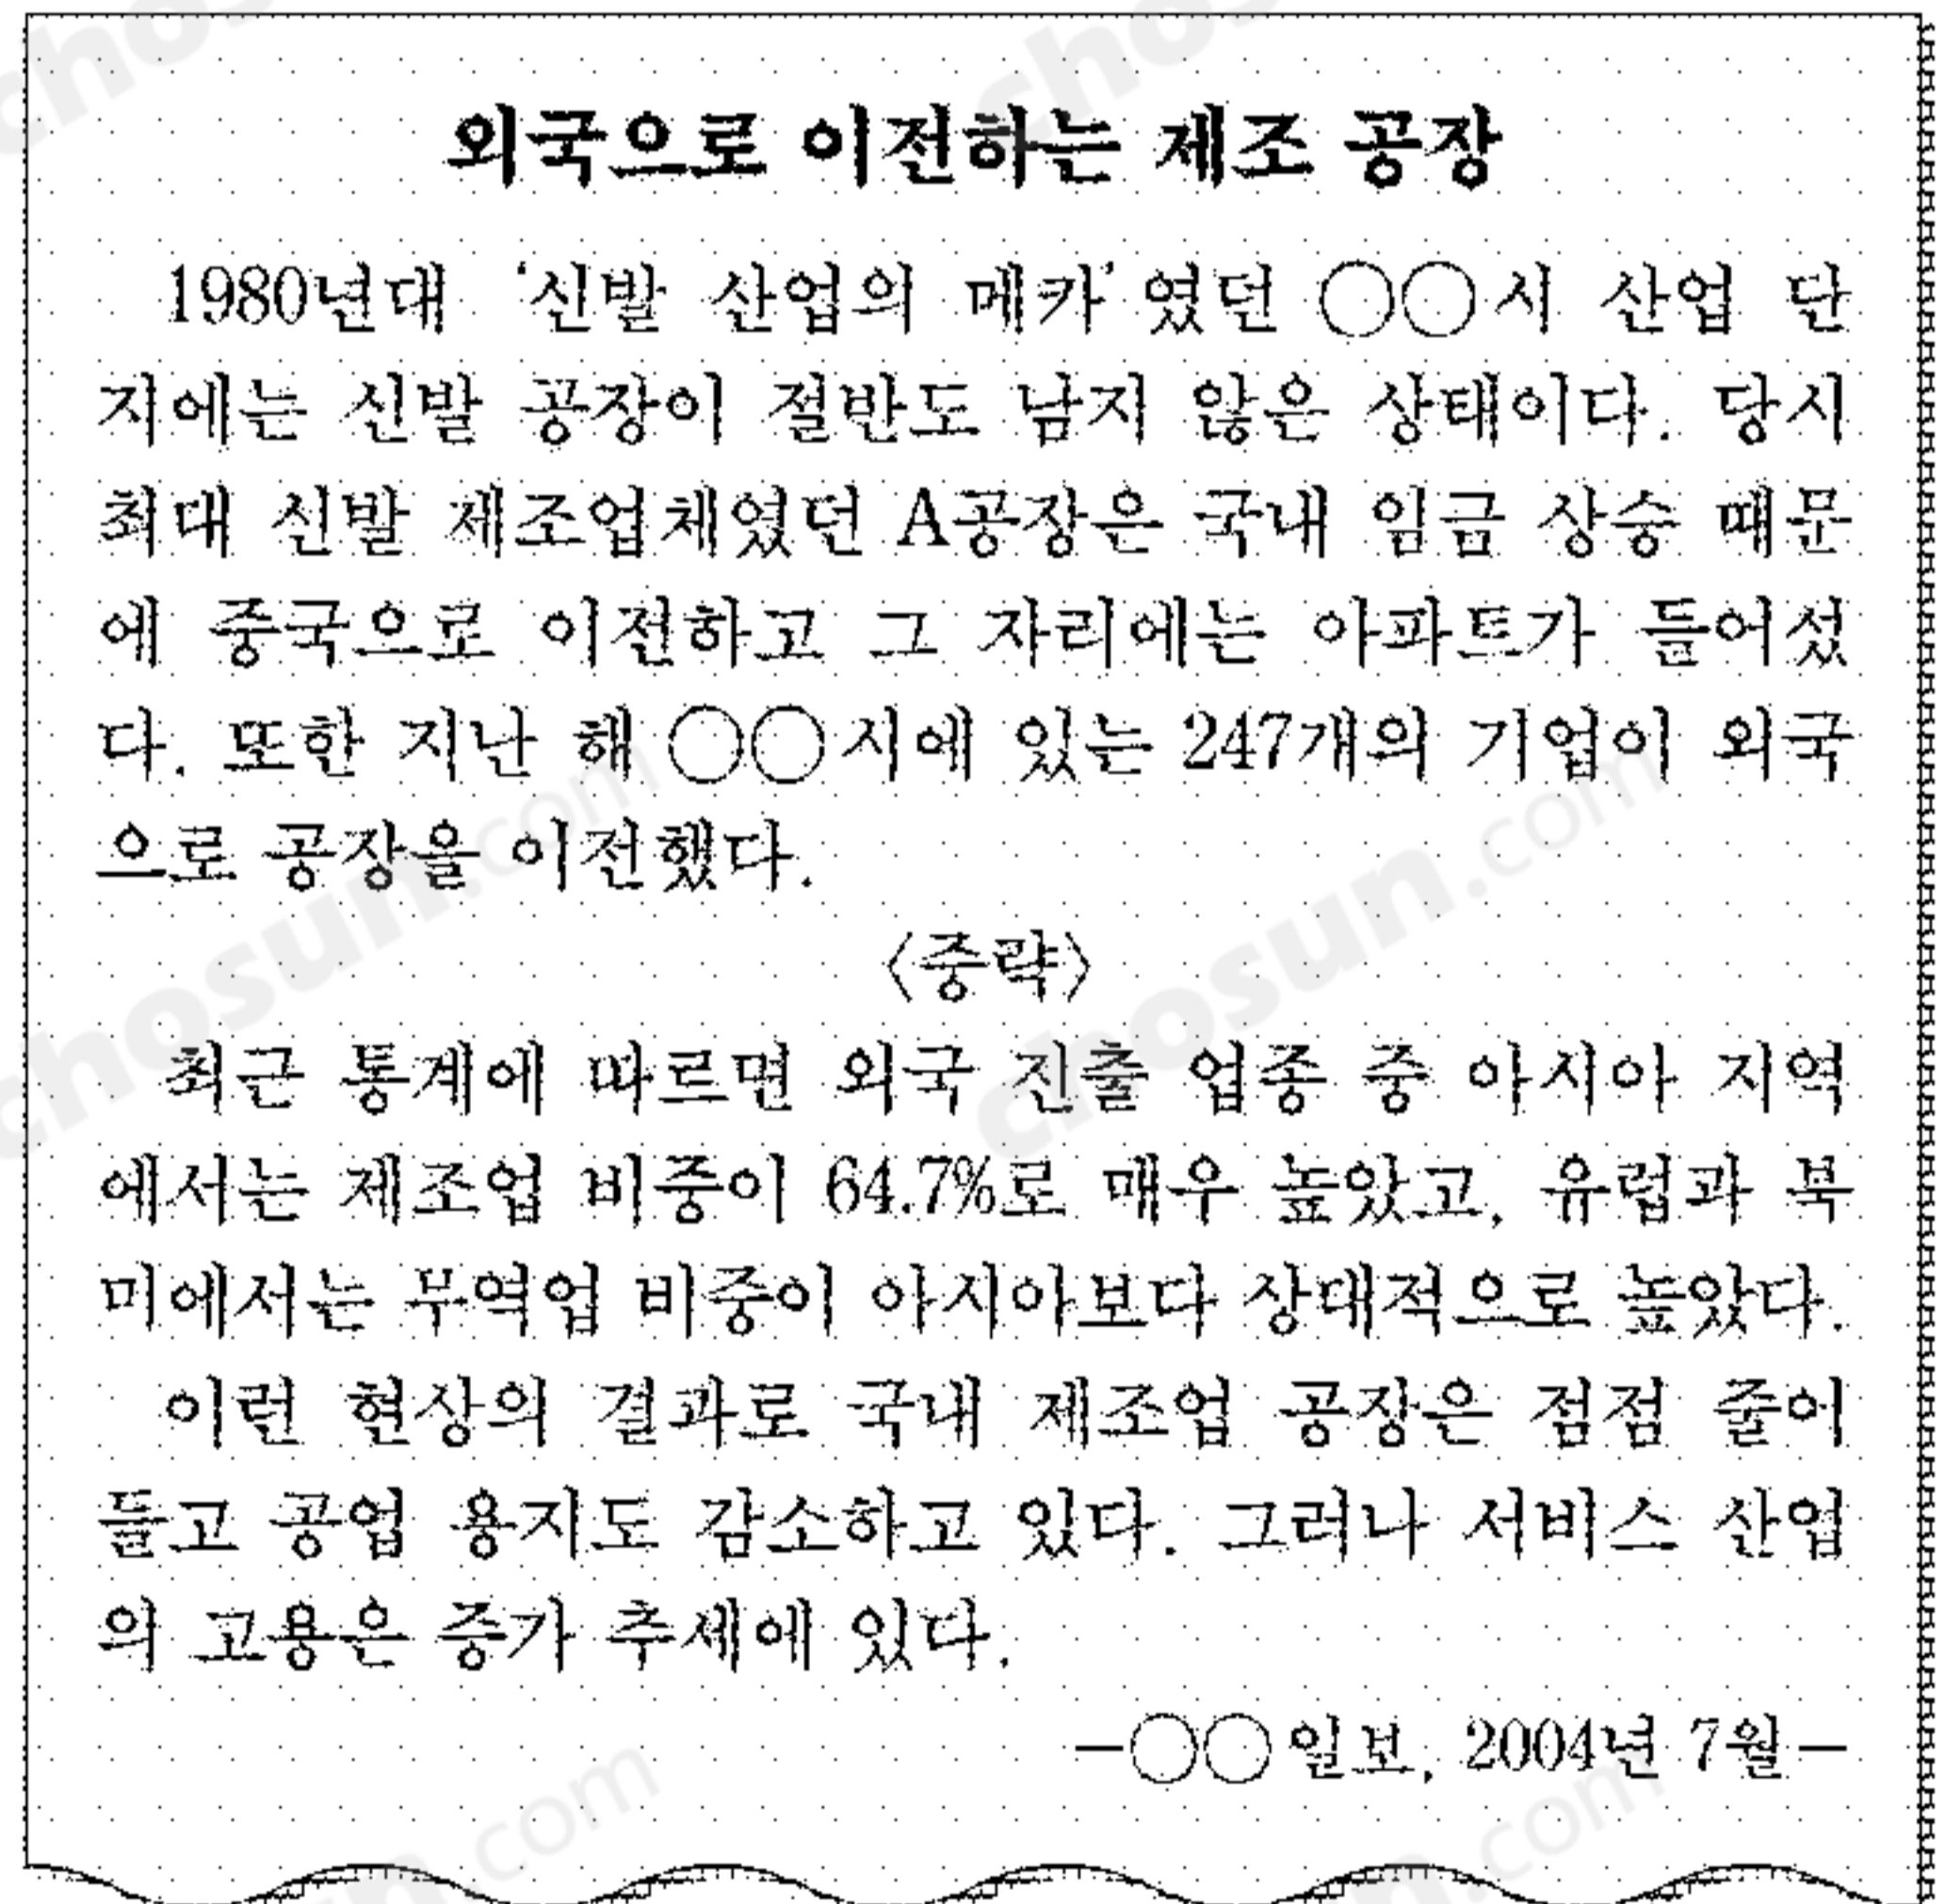 외국으로 이전하는 제조 공장
1980년대 '신발 산업의 메카'였던 ○○시 산업 단
지에는 신발 공장이 절반도 남지 않은 상태이다. 당시
최대 신발 제조업체였던 A공장은 국내 임금 상승 때문
에 중국으로 이전하고 그 자리에는 아파트가 들어섰
다. 또한 지난 해 ○○시에 있는 247개의 기업이 외국
으로 공장을 이전했다.
〈중략〉
최근 통계에 따르면 외국 진출 업종 중 아시아 지역
에서는 제조업 비중이 64.7%로 매우 높았고, 유럽과 북
미에서는 무역업 비중이 아시아보다 상대적으로 높았다.
이런 현상의 결과로 국내 제조업 공장은 점점 줄어
들고 공업 용지도 감소하고 있다. 그러나 서비스 산업
의 고용은 증가 추세에 있다.
-○○일보, 2004년 7월-
chosun.com
chosun.com